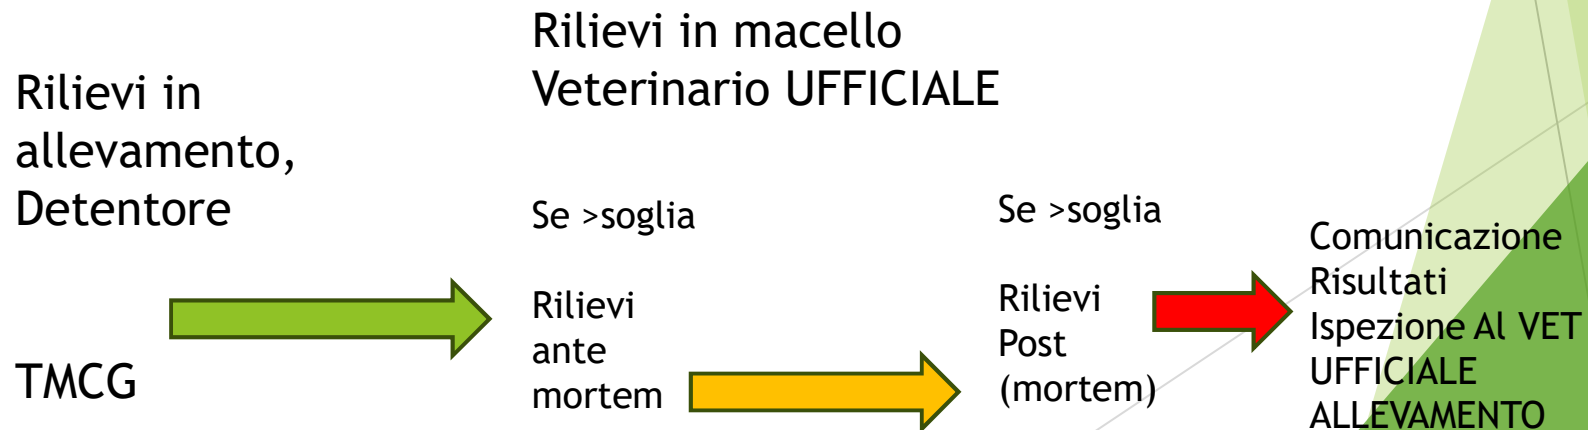 Rilievi in
allevamento,
Detentore
TMCG
Rilievi in macello
Veterinario UFFICIALE
Se >soglia
Rilievi
ante
mortem
Se >soglia
Rilievi
Post
(mortem)
Comunicazione
Risultati
Ispezione Al VET
UFFICIALE
ALLEVAMENTO